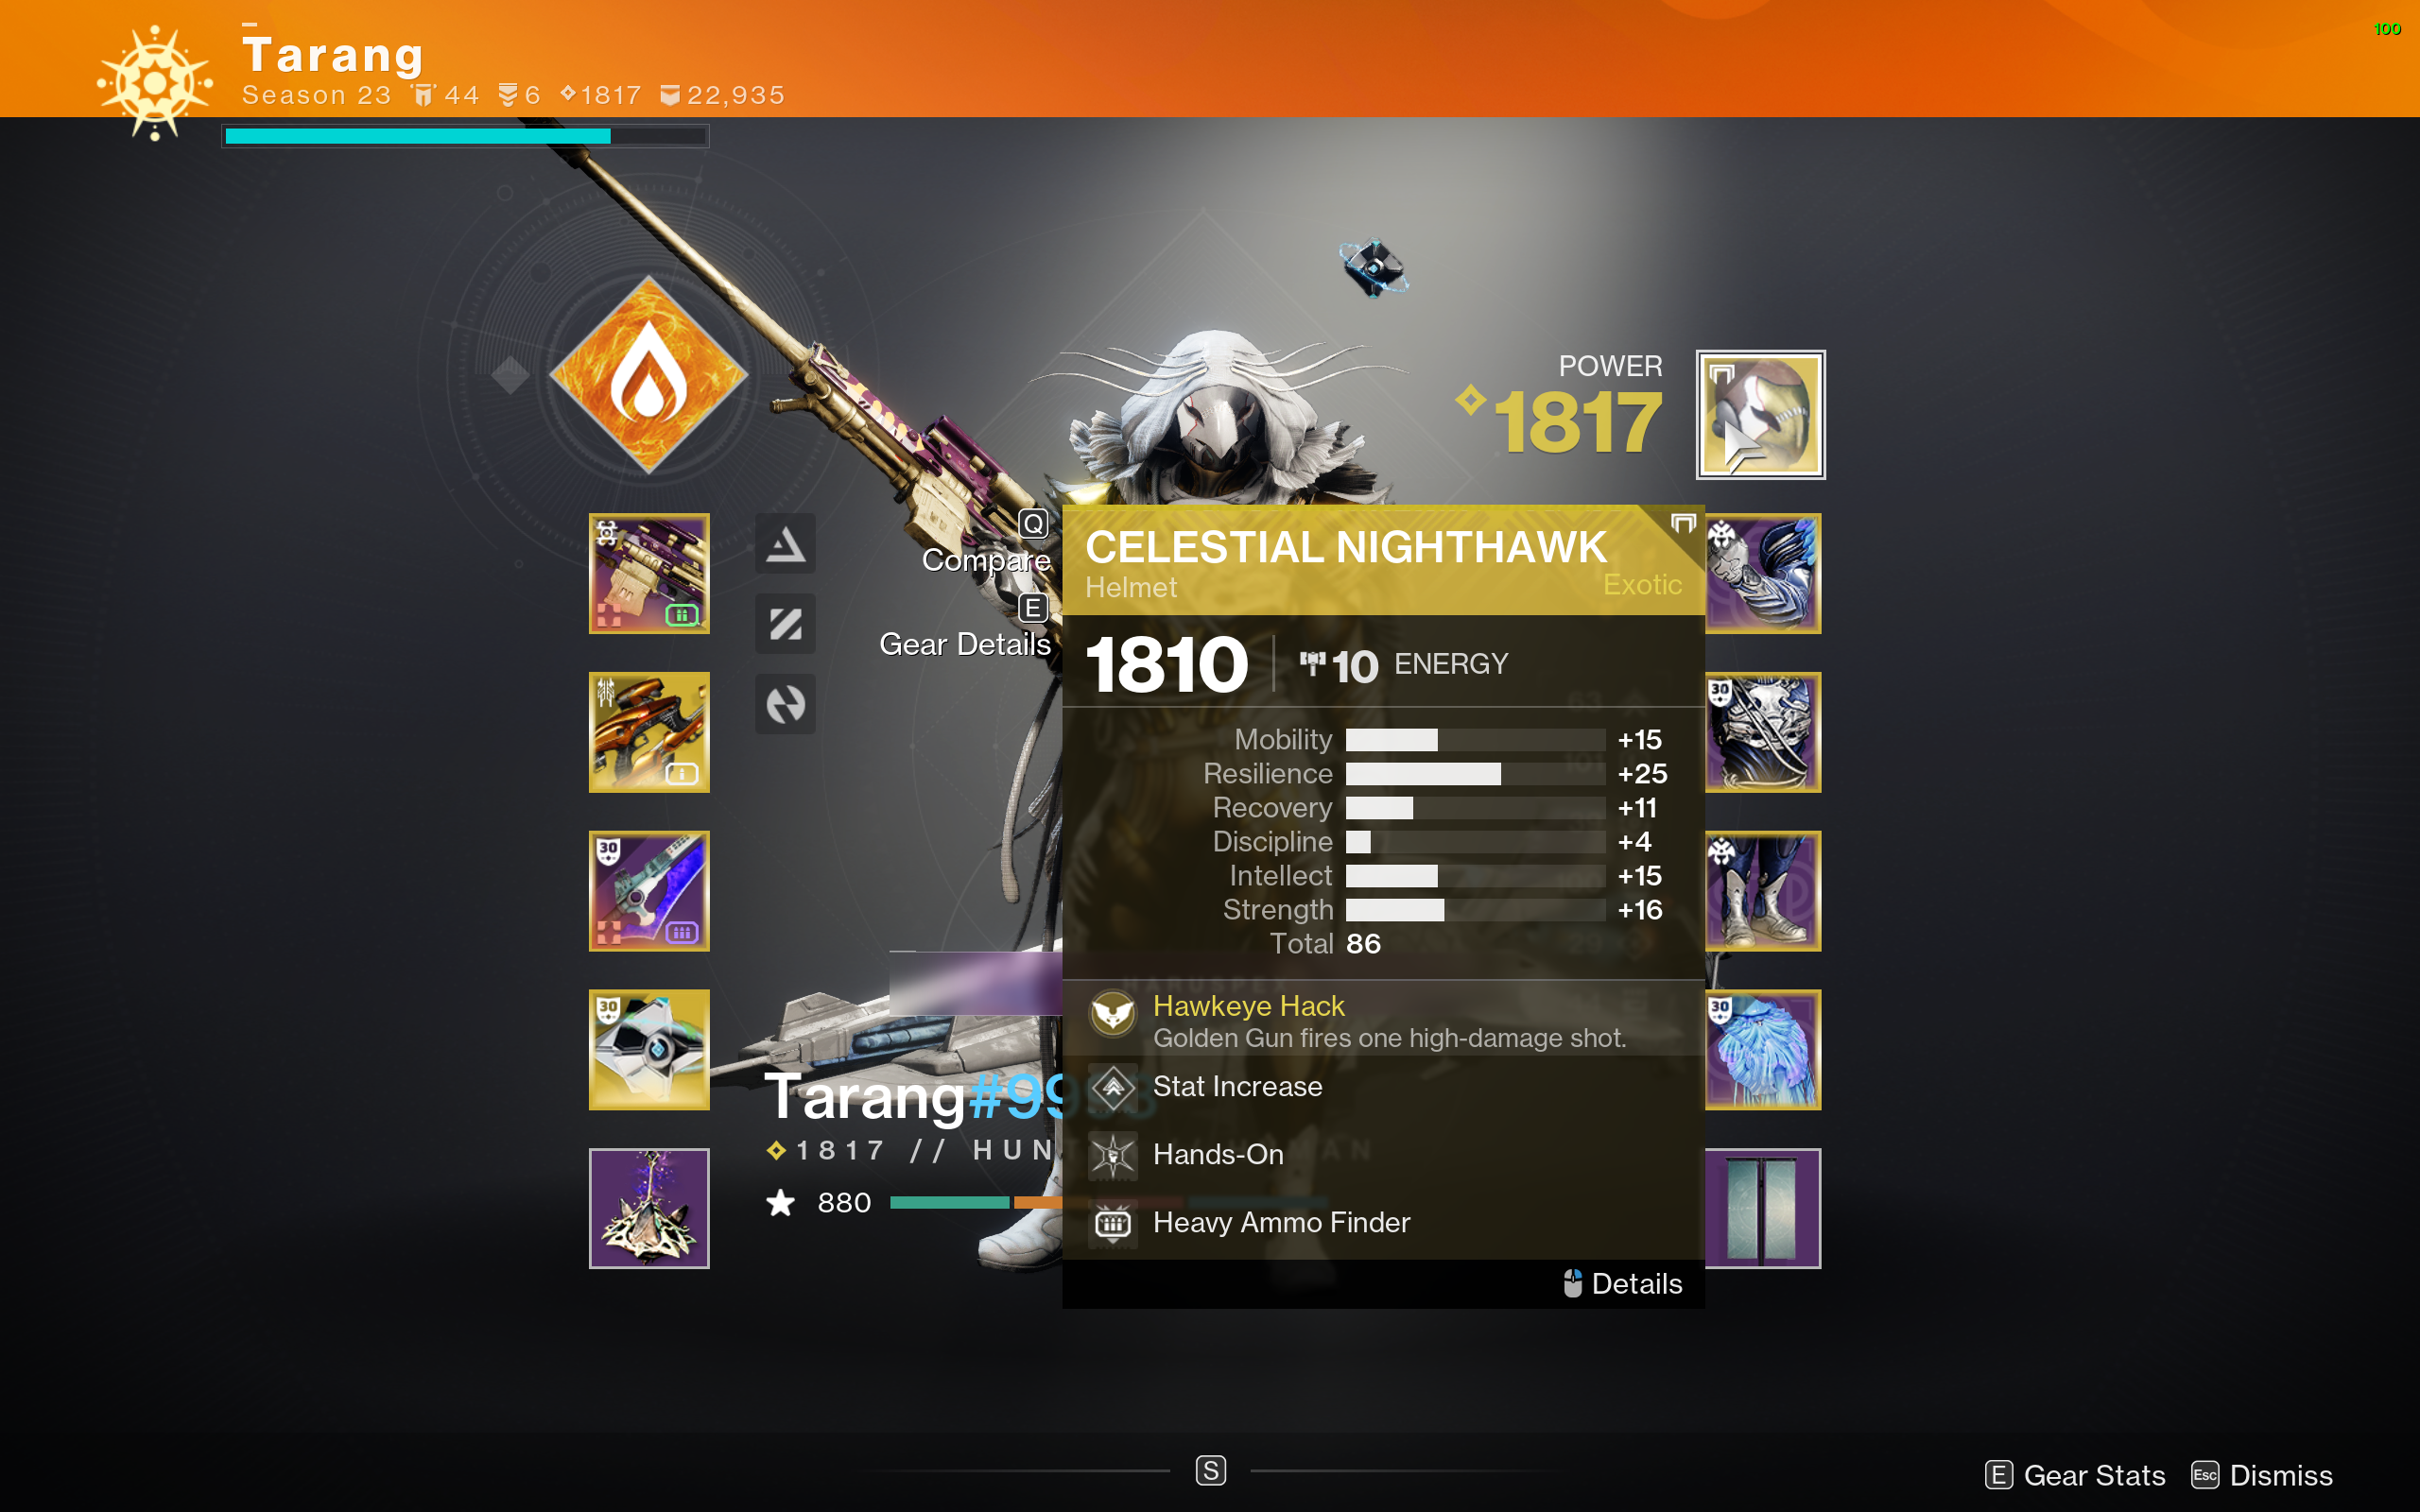 Tarang
Season 23 44 6 1817 22,935
100
POWER
1817
Q
Compare
E
Gear Details
CELESTIAL NIGHTHAWK
Helmet
Exotic
1810 10 ENERGY
Mobility +15
Resilience +25
Recovery +11
Discipline +4
Intellect +15
Strength +16
Total 86
HARUSPEX
Hawkeye Hack
Golden Gun fires one high-damage shot.
Stat Increase
Hands-On
Heavy Ammo Finder
Details
30
30
30
30
Tarang#99
1817 // HUN
880
S
E Gear Stats Esc Dismiss